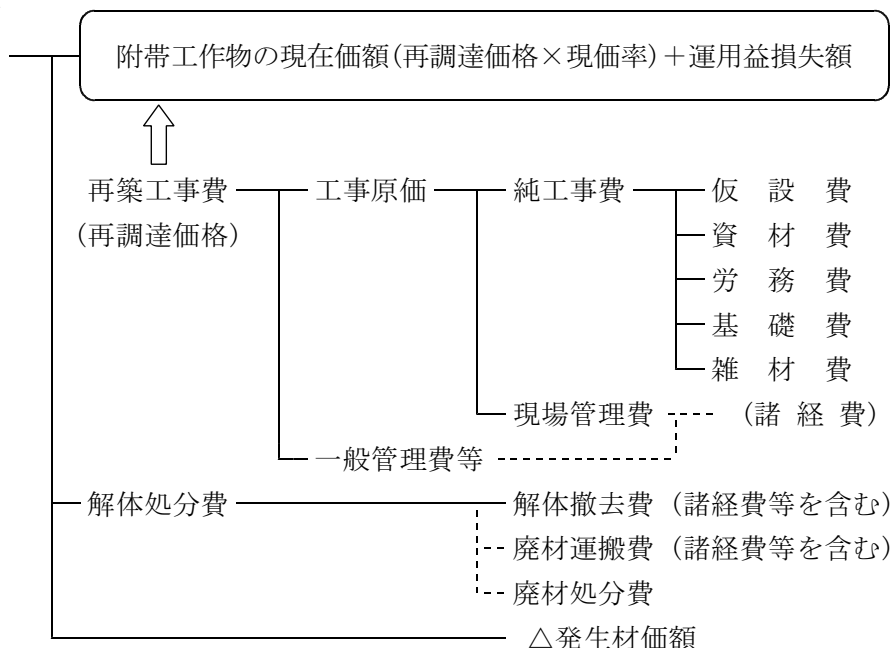 附帯工作物の現在価額(再調達価格×現価率)+運用益損失額
再築工事費 工事原価 純工事費 仮設費
(再調達価格) 資材費
労務費
基礎費
雑材費
現場管理費 (諸経費)
一般管理費等
解体処分費 解体撤去費(諸経費等を含む)
廃材運搬費(諸経費等を含む)
廃材処分費
△発生材価額